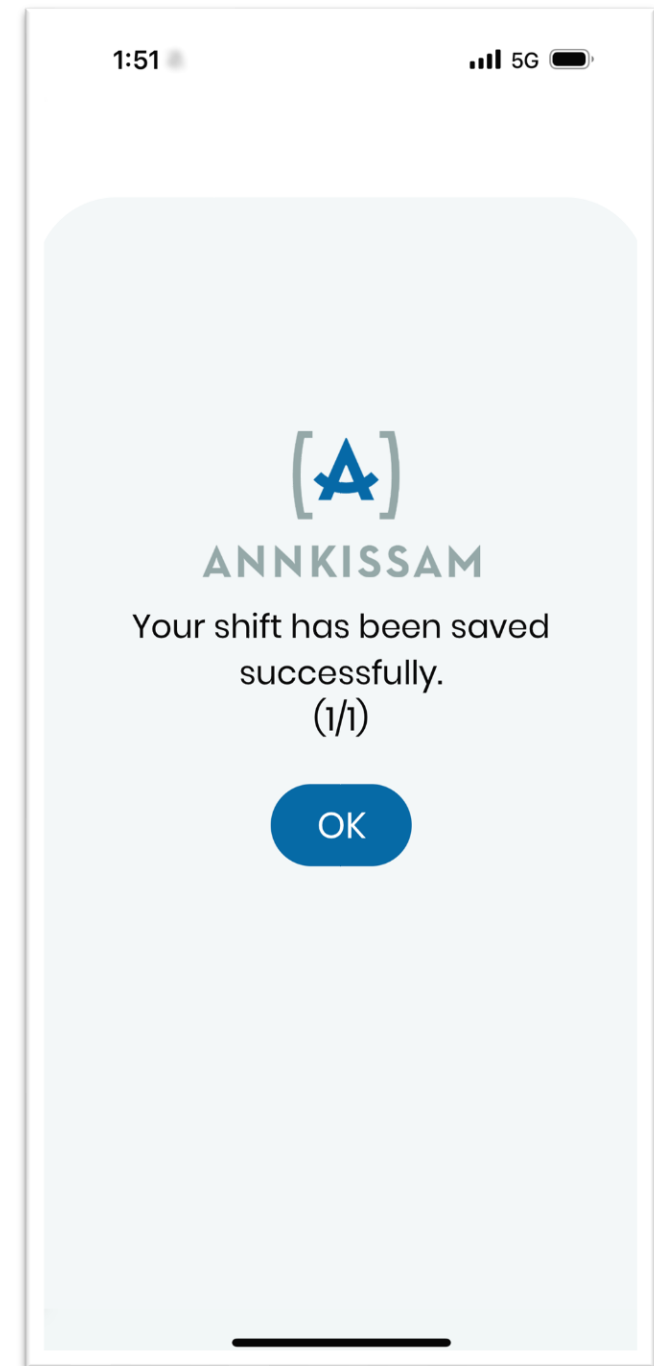 1:51
5G
[A]
ANNKISSAM
Your shift has been saved
successfully.
(1/1)
OK